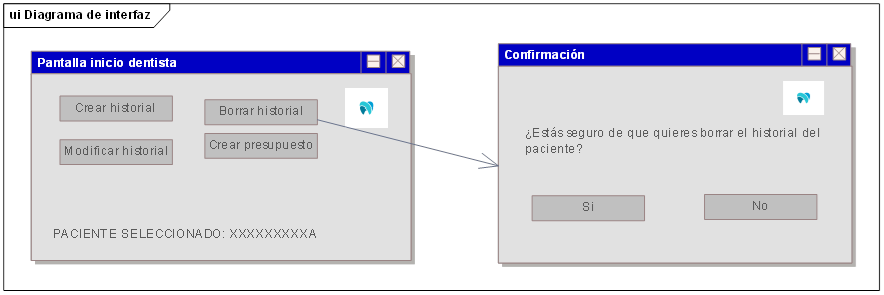 ui Diagrama de interfaz
Pantalla inicio dentista
Crear historial
Borrar historial
Modificar historial
Crear presupuesto
PACIENTE SELECCIONADO: XXXXXXXXXA
Confirmación
¿Estás seguro de que quieres borrar el historial del
paciente?
Si
No